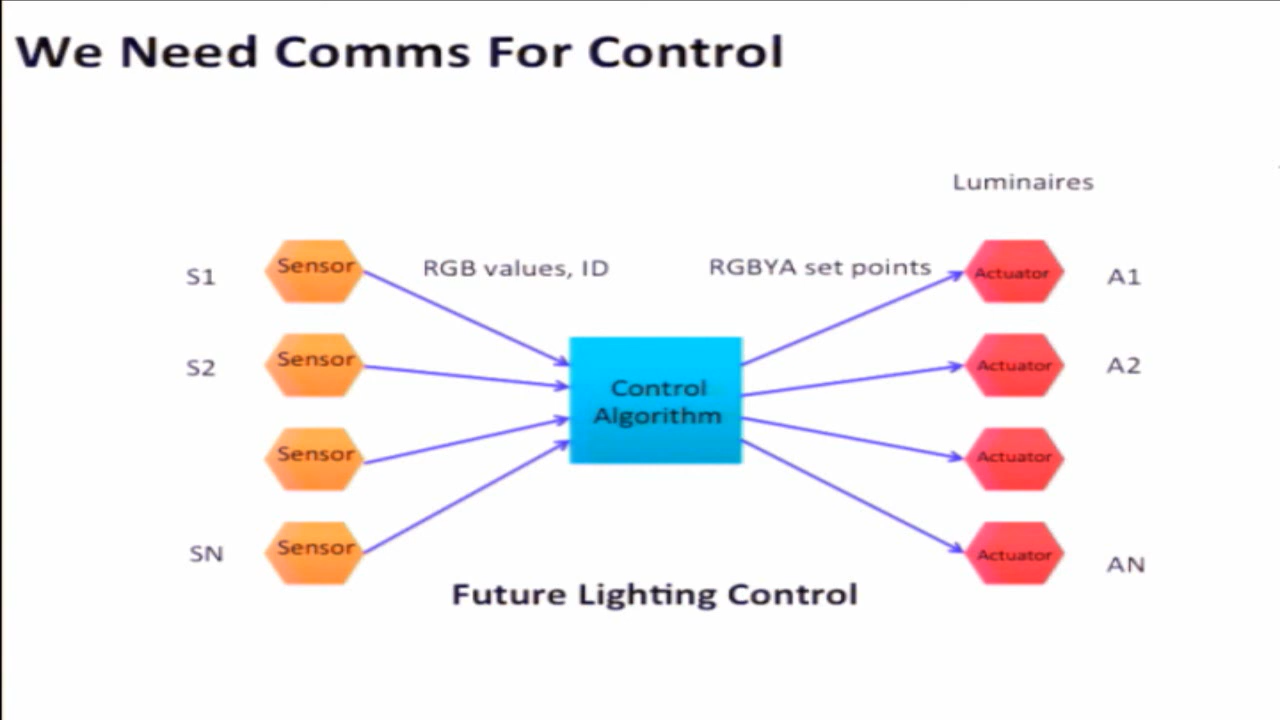 We Need Comms For Control
Luminaires
S1
Sensor
RGB values, ID
RGBYA set points
Actuator
A1
S2
Sensor
Control
Algorithm
Actuator
A2
Sensor
Actuator
SN
Sensor
Actuator
AN
Future Lighting Control